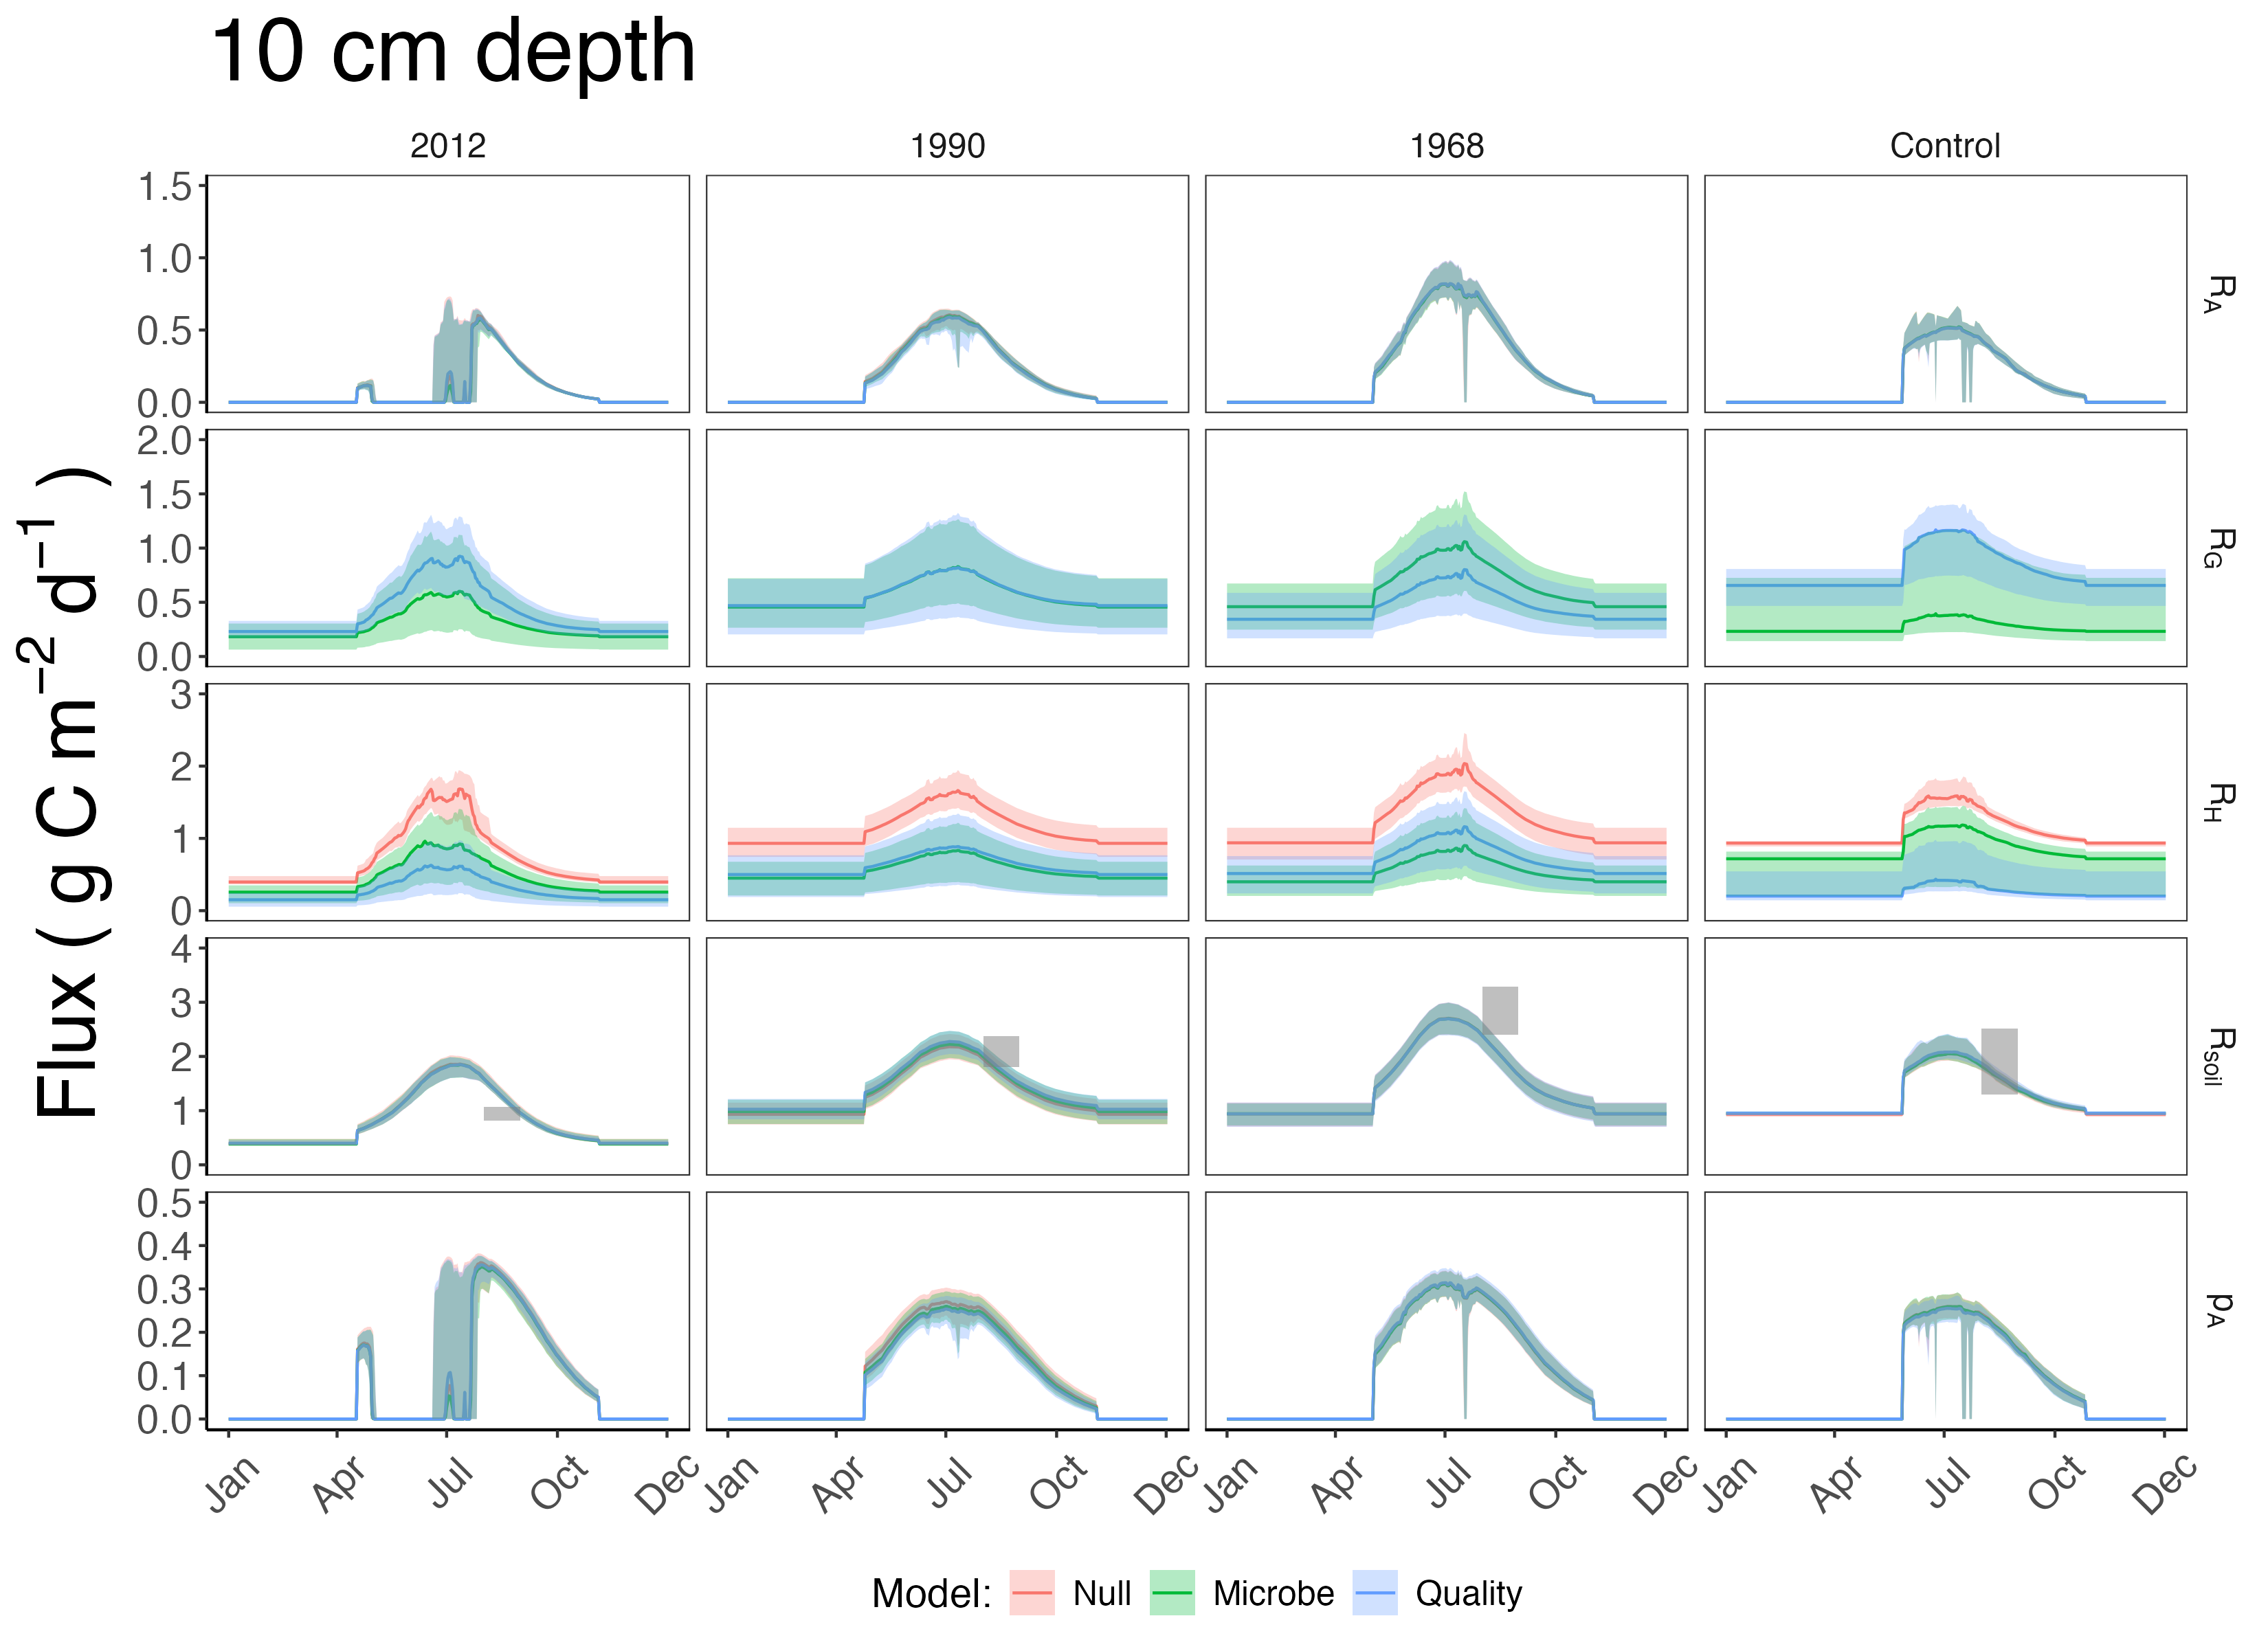 10 cm depth
2012 1990 1968 Control
Flux ( g C m−2 d−1 )
1.5
1.0
0.5
0.0
RA
2.0
1.5
1.0
0.5
0.0
RG
3
2
1
0
RH
4
3
2
1
0
Rsoil
0.5
0.4
0.3
0.2
0.1
0.0
pA
Jan Apr Jul Oct Dec Jan Apr Jul Oct Dec Jan Apr Jul Oct Dec Jan Apr Jul Oct Dec
Model: Null Microbe Quality